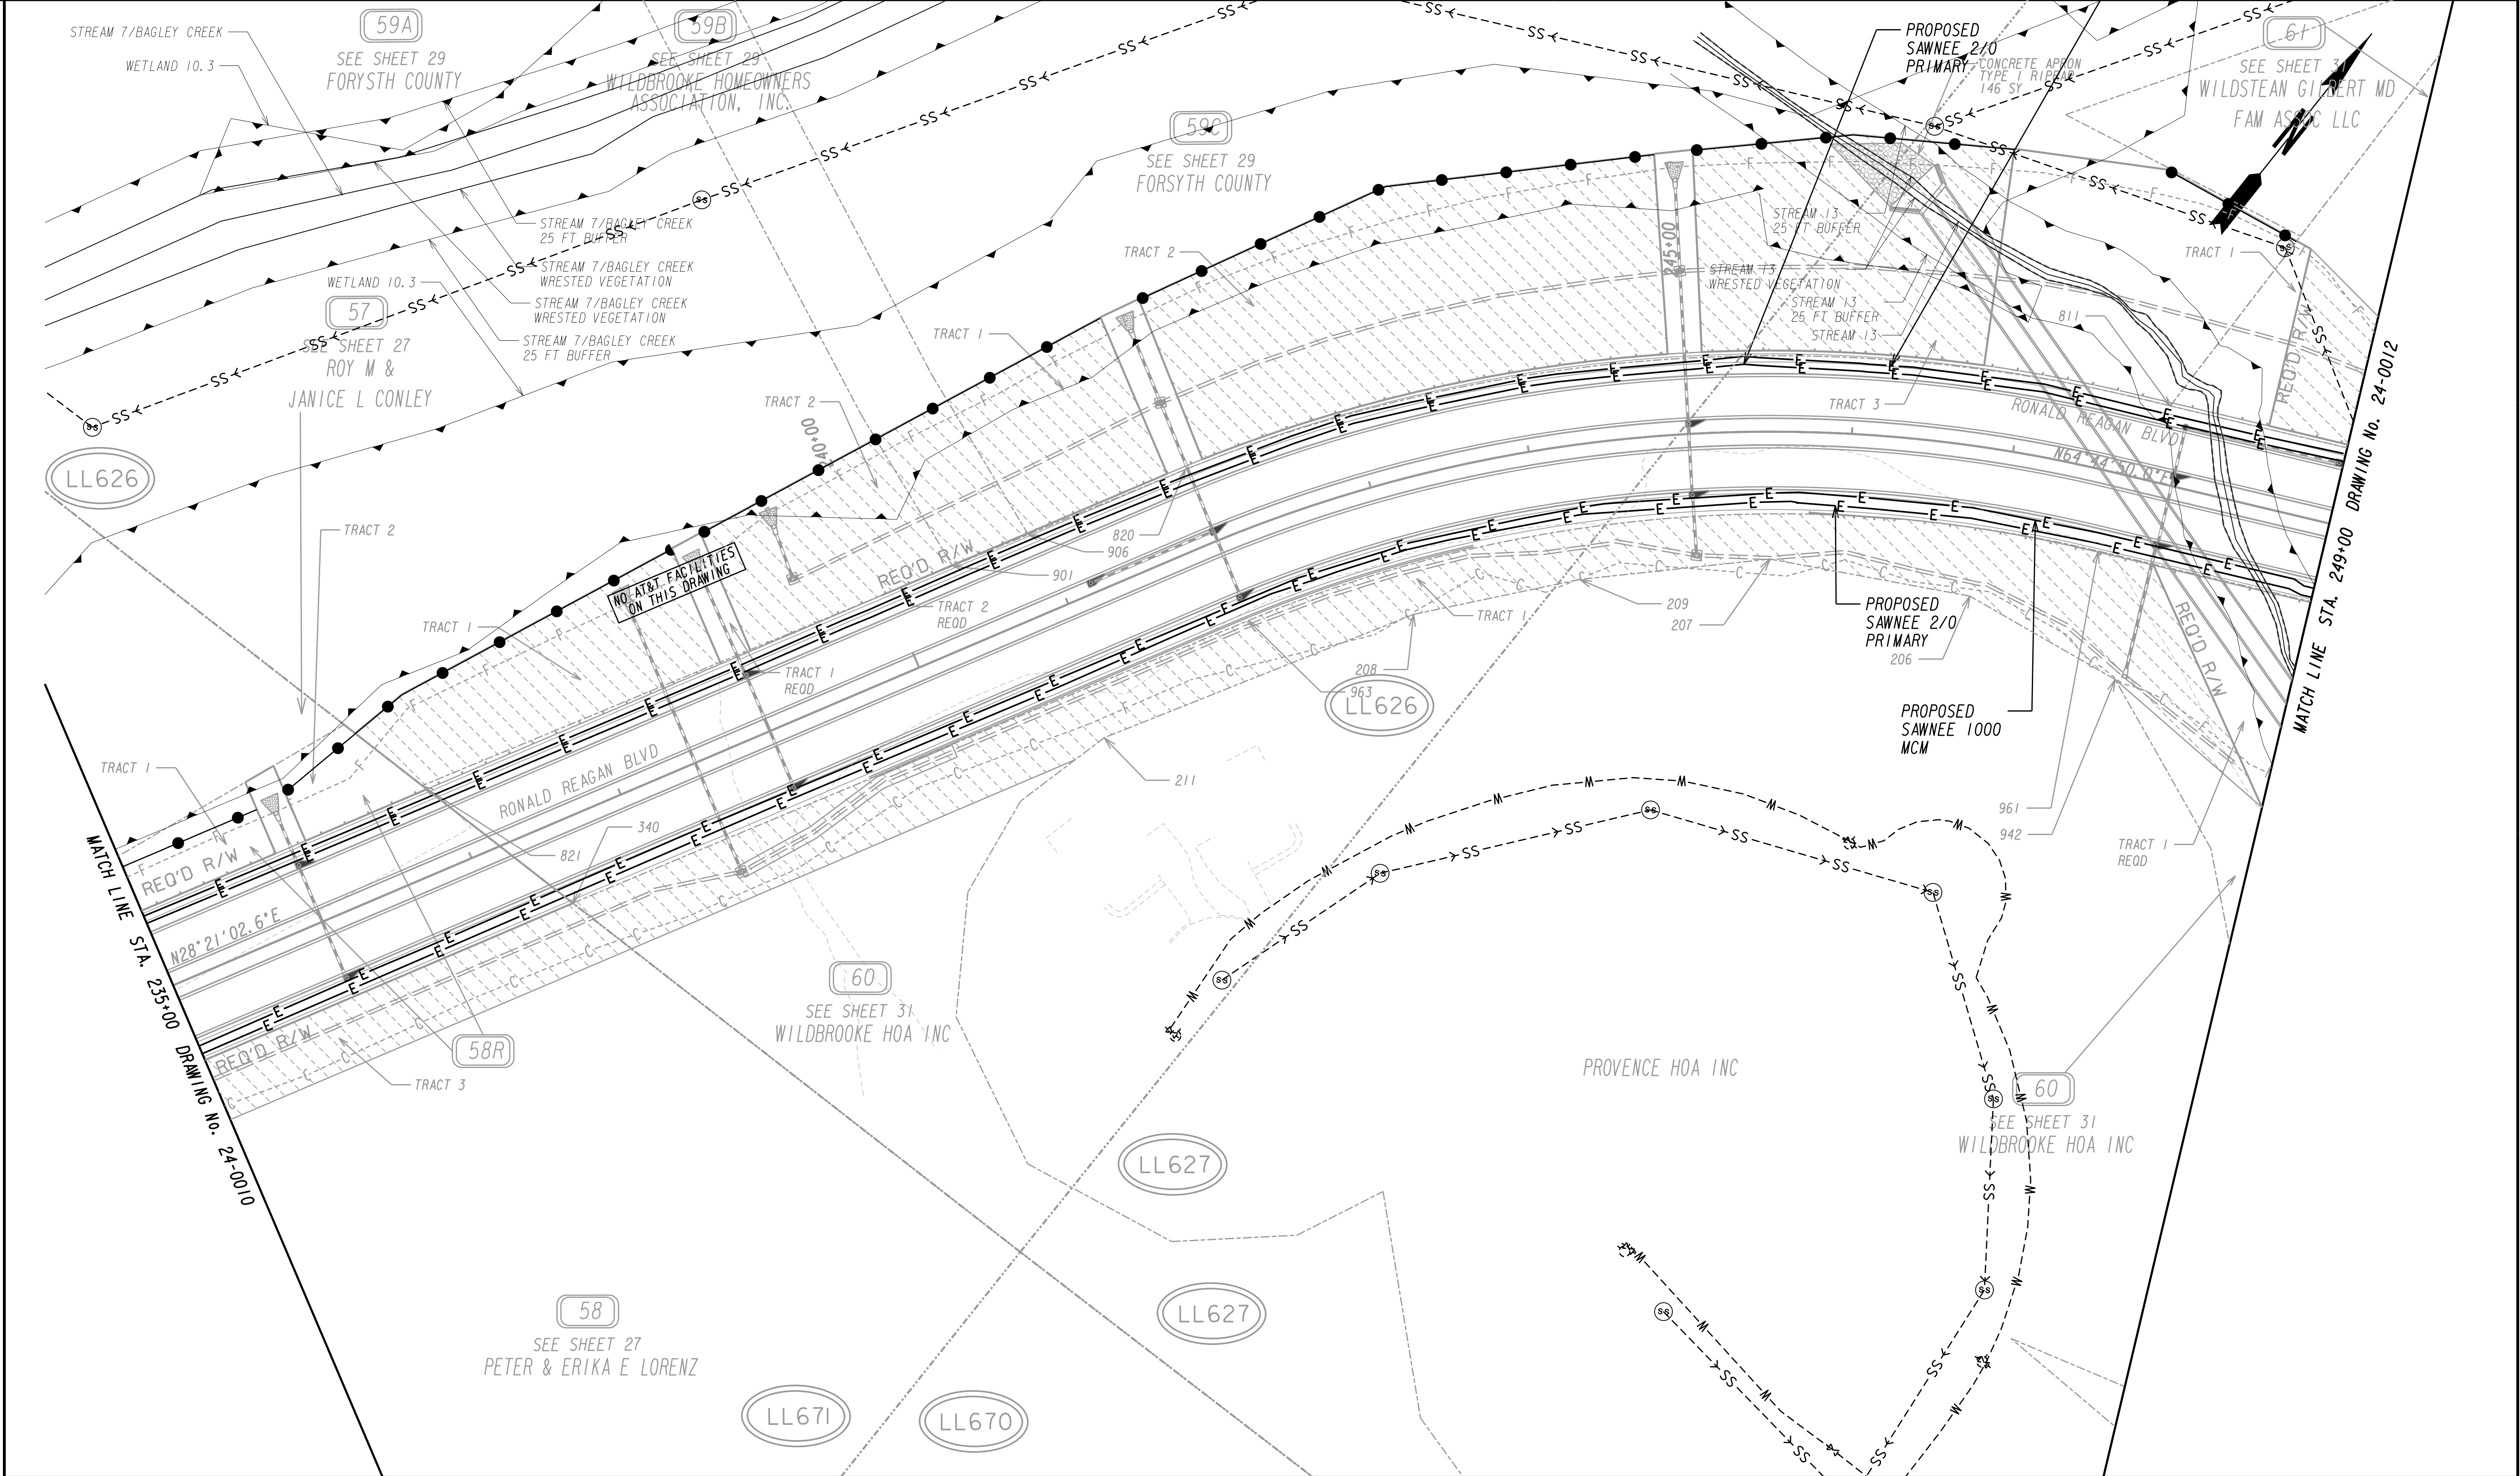 STREAM 7/BAGLEY CREEK
WETLAND 10.3
59A
SEE SHEET 29
FORYSTH COUNTY
59B
SEE SHEET 29
WILDBROOKE HOMEOWNERS
ASSOCIATION, INC.
59C
SEE SHEET 29
FORSYTH COUNTY
PROPOSED
SAWNEE 2/0
PRIMARY
CONCRETE APRON
TYPE 1 RIPRAP
146 SY
61
SEE SHEET 31
WILDSTEAN GILBERT MD
FAM ASSOC LLC
N
STREAM 7/BAGLEY CREEK
25 FT BUFFER
STREAM 7/BAGLEY CREEK
WRESTED VEGETATION
STREAM 7/BAGLEY CREEK
WRESTED VEGETATION
STREAM 7/BAGLEY CREEK
25 FT BUFFER
WETLAND 10.3
57
SEE SHEET 27
ROY M &
JANICE L CONLEY
TRACT 2
TRACT 1
TRACT 2
240+00
245+00
STREAM 13
25 FT BUFFER
STREAM 13
WRESTED VEGETATION
STREAM 13
25 FT BUFFER
STREAM 13
811
TRACT 1
REQ'D R/W
TRACT 3
RONALD REAGAN BLVD
N64°44'50.0"E
MATCH LINE STA. 249+00 DRAWING No. 24-0012
LL626
TRACT 2
NO AT&T FACILITIES
ON THIS DRAWING
REQ'D R/W
820
906
901
TRACT 2
REQD
TRACT 1
TRACT 1
REQD
TRACT 1
209
207
208
963
LL626
PROPOSED
SAWNEE 2/0
PRIMARY
206
PROPOSED
SAWNEE 1000
MCM
REQ'D R/W
961
942
TRACT 1
REQD
211
TRACT 1
REQ'D R/W
RONALD REAGAN BLVD
340
821
N28°21'02.6"E
MATCH LINE STA. 235+00 DRAWING No. 24-0010
REQ'D R/W
58R
TRACT 3
60
SEE SHEET 31
WILDBROOKE HOA INC
PROVENCE HOA INC
60
SEE SHEET 31
WILDBROOKE HOA INC
LL627
LL627
58
SEE SHEET 27
PETER & ERIKA E LORENZ
LL671
LL670